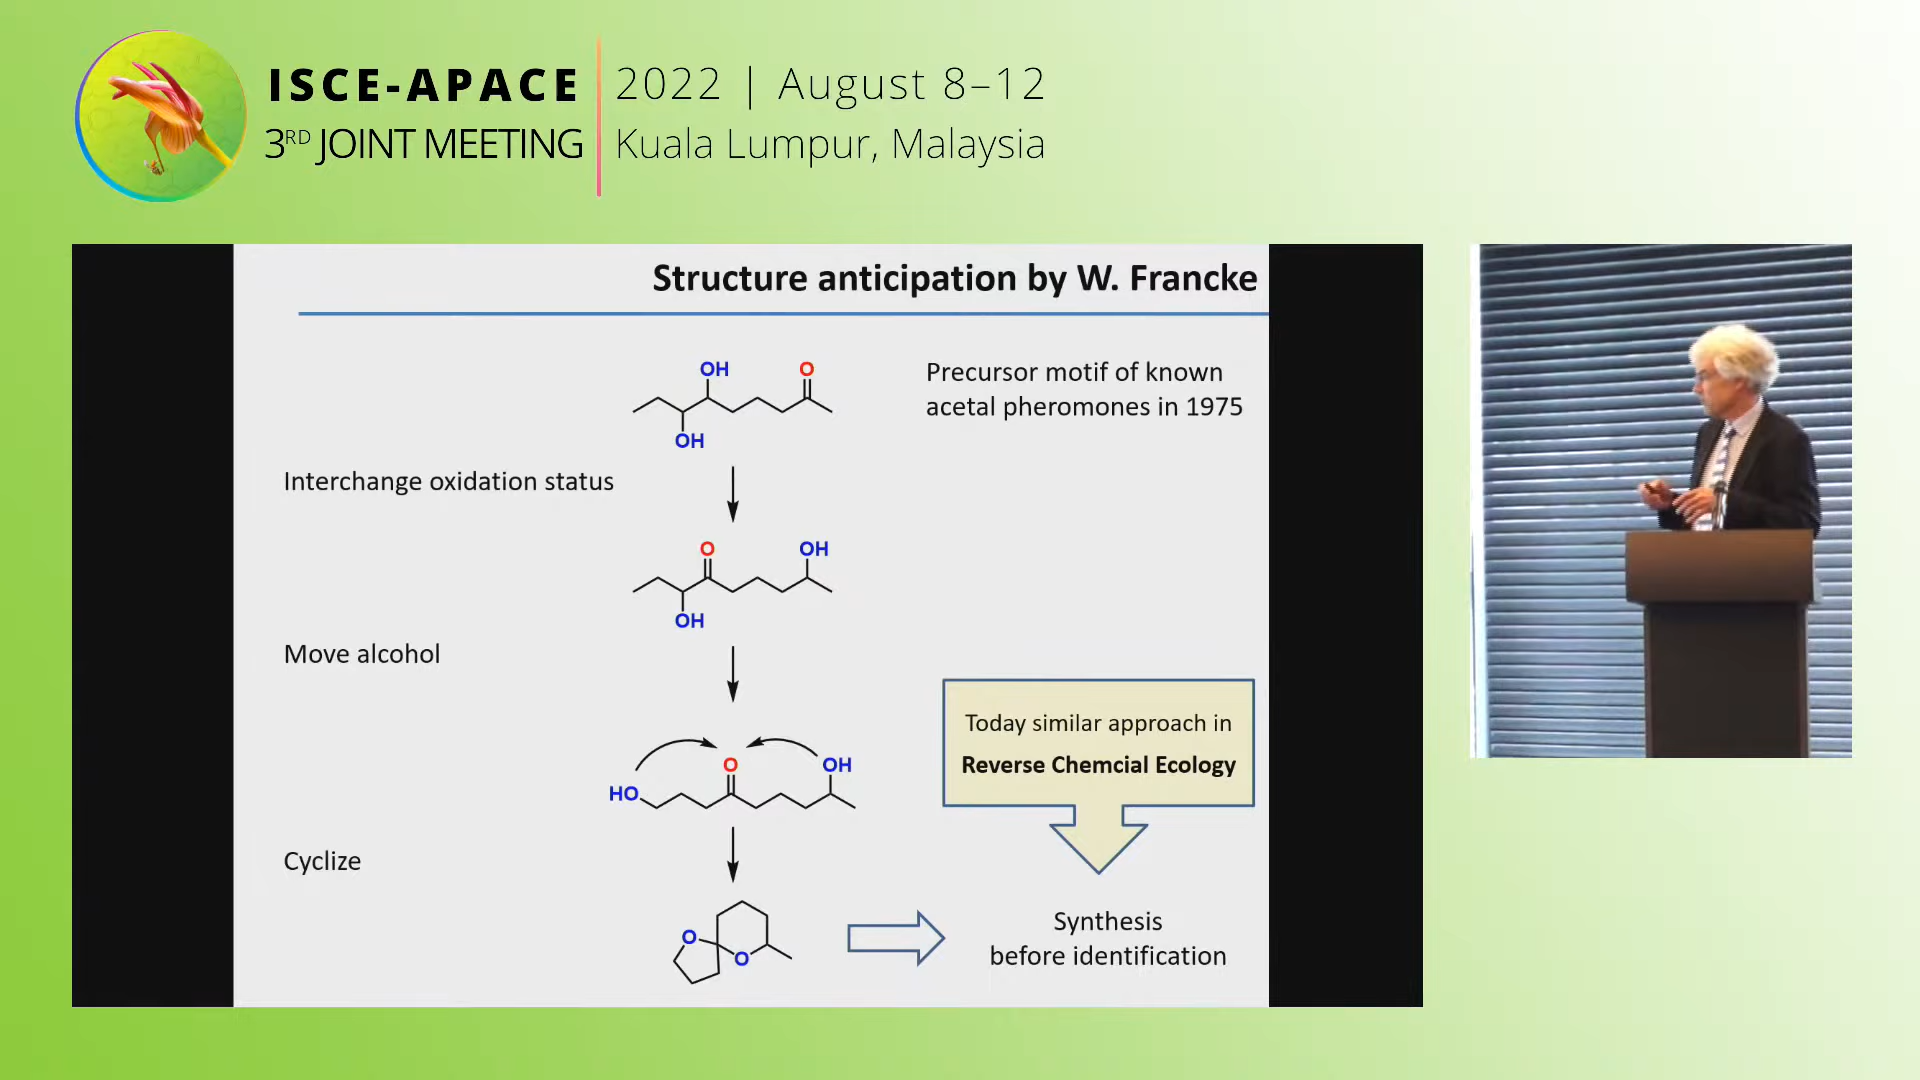 ISCE-APACE
3RD JOINT MEETING
2022 | August 8–12
Kuala Lumpur, Malaysia
Structure anticipation by W. Francke
OH
O
OH
Precursor motif of known
acetal pheromones in 1975
Interchange oxidation status
O
OH
OH
Move alcohol
O
OH
HO
Today similar approach in
Reverse Chemcial Ecology
Cyclize
O
O
Synthesis
before identification